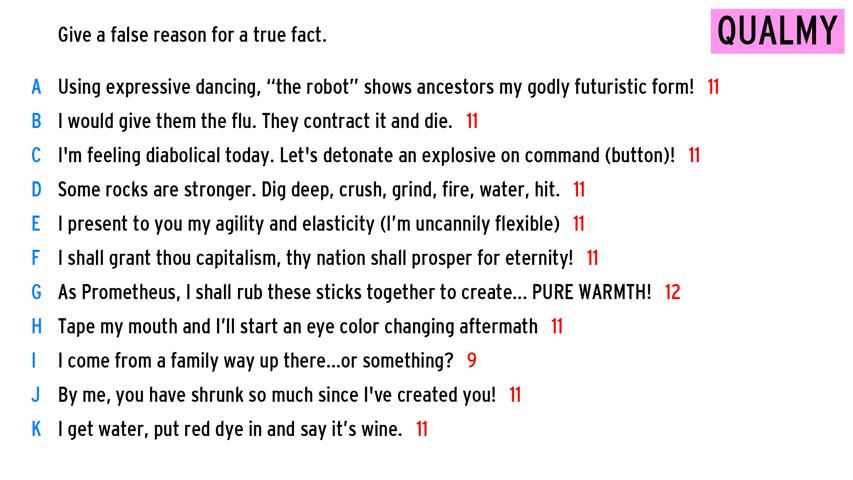 Give a false reason for a true fact.
QUALMY
A Using expressive dancing, “the robot” shows ancestors my godly futuristic form! 11
B I would give them the flu. They contract it and die. 11
C I'm feeling diabolical today. Let's detonate an explosive on command (button)! 11
D Some rocks are stronger. Dig deep, crush, grind, fire, water, hit. 11
E I present to you my agility and elasticity (I’m uncannily flexible) 11
F I shall grant thou capitalism, thy nation shall prosper for eternity! 11
G As Prometheus, I shall rub these sticks together to create... PURE WARMTH! 12
H Tape my mouth and I’ll start an eye color changing aftermath 11
I I come from a family way up there...or something? 9
J By me, you have shrunk so much since I've created you! 11
K I get water, put red dye in and say it’s wine. 11